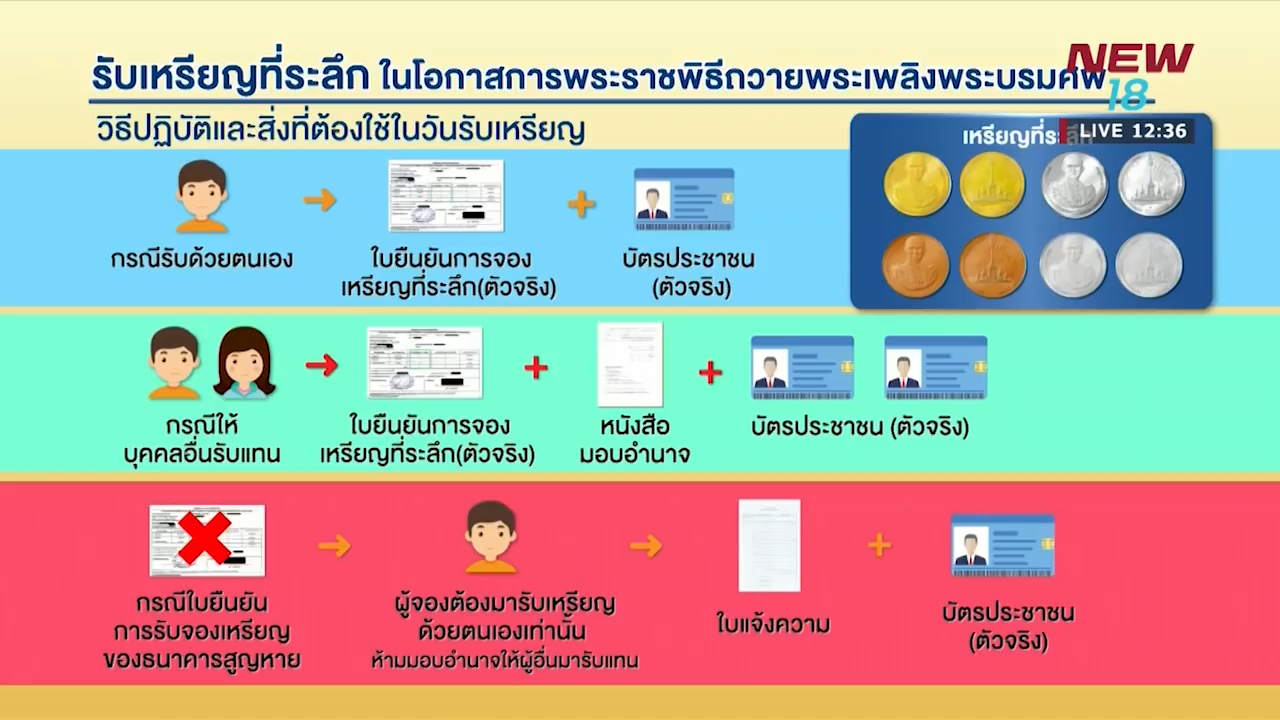 รับเหรียญที่ระลึก ในโอกาสการพระราชพิธีถวายพระเพลิงพระบรมศพ
NEW
18
LIVE 12:36
วิธีปฏิบัติและสิ่งที่ต้องใช้ในวันรับเหรียญ
เหรียญที่ระลึก
กรณีรับด้วยตนเอง
ใบยืนยันการจอง
เหรียญที่ระลึก(ตัวจริง)
บัตรประชาชน
(ตัวจริง)
กรณีให้
บุคคลอื่นรับแทน
ใบยืนยันการจอง
เหรียญที่ระลึก(ตัวจริง)
หนังสือ
มอบอำนาจ
บัตรประชาชน (ตัวจริง)
กรณีใบยืนยัน
การรับจองเหรียญ
ของธนาคารสูญหาย
ผู้จองต้องมารับเหรียญ
ด้วยตนเองเท่านั้น
ห้ามมอบอำนาจให้ผู้อื่นมารับแทน
ใบแจ้งความ
บัตรประชาชน
(ตัวจริง)